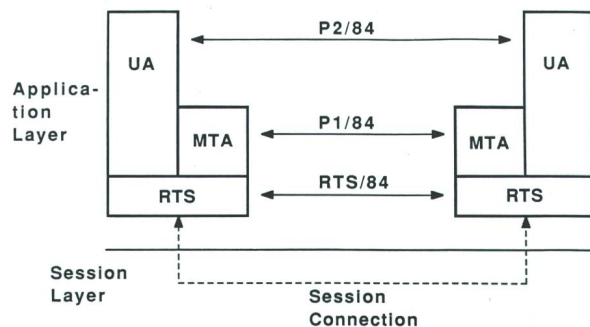 P2/84
UA
UA
Applica-
tion
Layer
P1/84
MTA
MTA
RTS/84
RTS
RTS
Session
Layer
Session
Connection